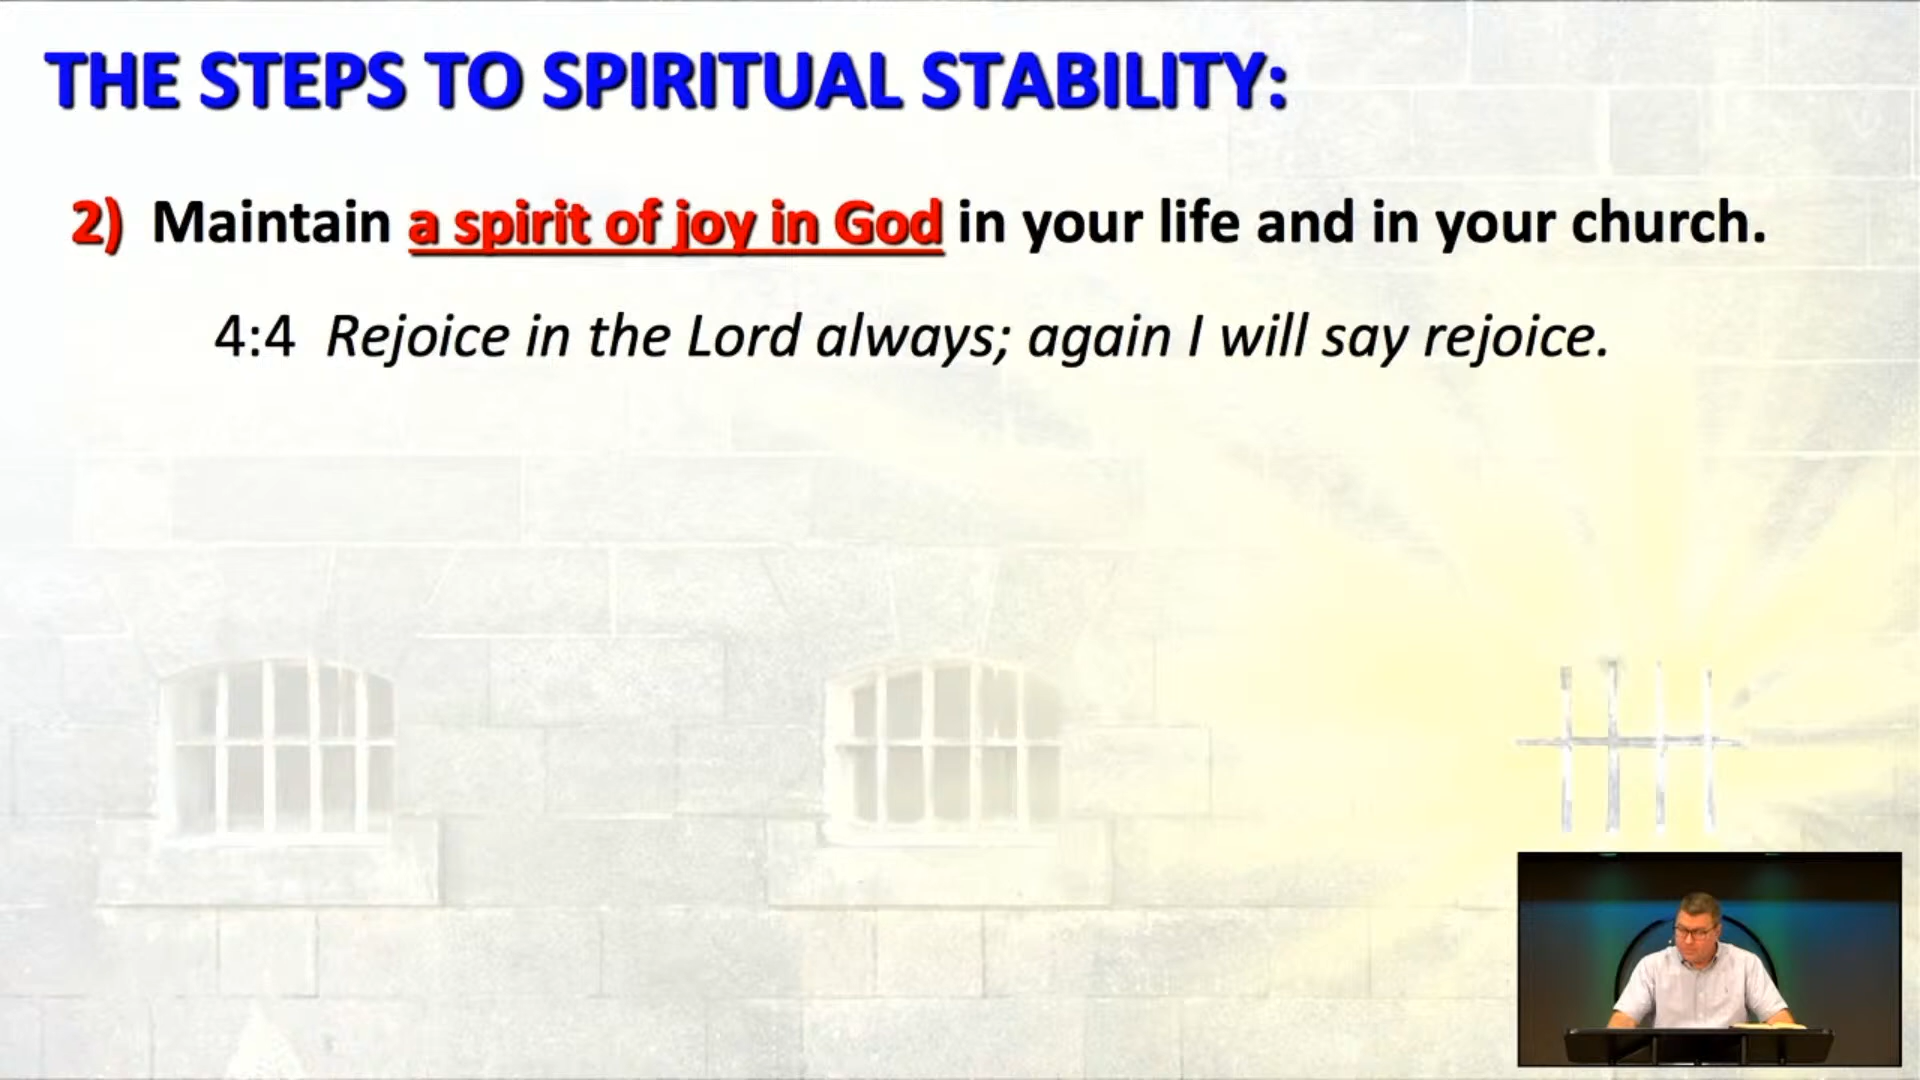 THE STEPS TO SPIRITUAL STABILITY:
2) Maintain a spirit of joy in God in your life and in your church.
4:4 Rejoice in the Lord always; again I will say rejoice.